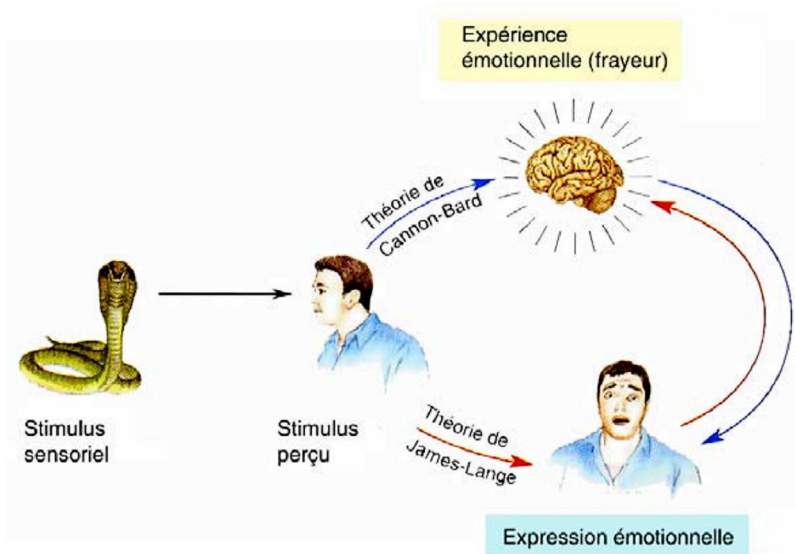 Expérience
émotionnelle (frayeur)
Théorie de
Cannon-Bard
Stimulus
sensoriel
Stimulus
perçu
Théorie de
James-Lange
Expression émotionnelle